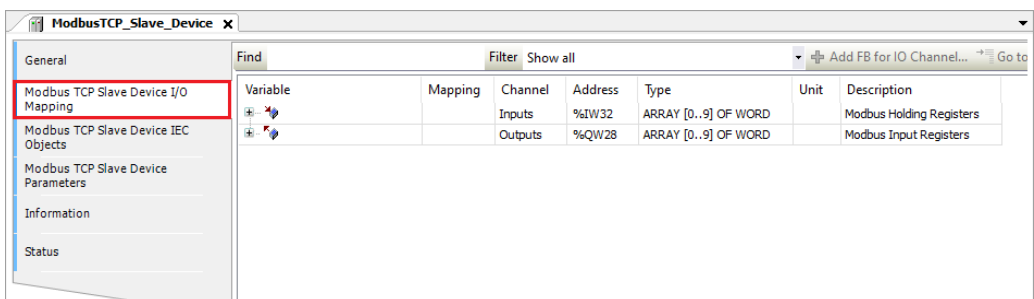 ModbusTCP_Slave_Device X
General
Modbus TCP Slave Device I/O
Mapping
Modbus TCP Slave Device IEC
Objects
Modbus TCP Slave Device
Parameters
Information
Status
Find Filter Show all Add FB for IO Channel... Go to
Variable Mapping Channel Address Type Unit Description
Inputs %IW32 ARRAY [0..9] OF WORD Modbus Holding Registers
Outputs %QW28 ARRAY [0..9] OF WORD Modbus Input Registers